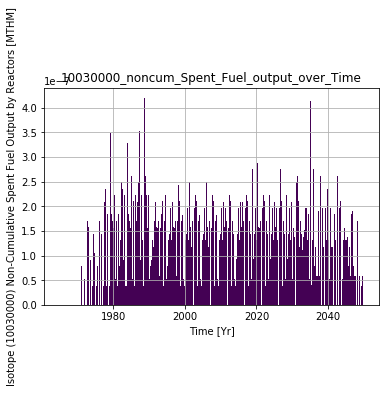 10030000_noncum_Spent_Fuel_output_over_Time
1e−7
Isotope (10030000) Non-Cumulative Spent Fuel Output by Reactors [MTHM]
4.0
3.5
3.0
2.5
2.0
1.5
1.0
0.5
0.0
1980 2000 2020 2040
Time [Yr]